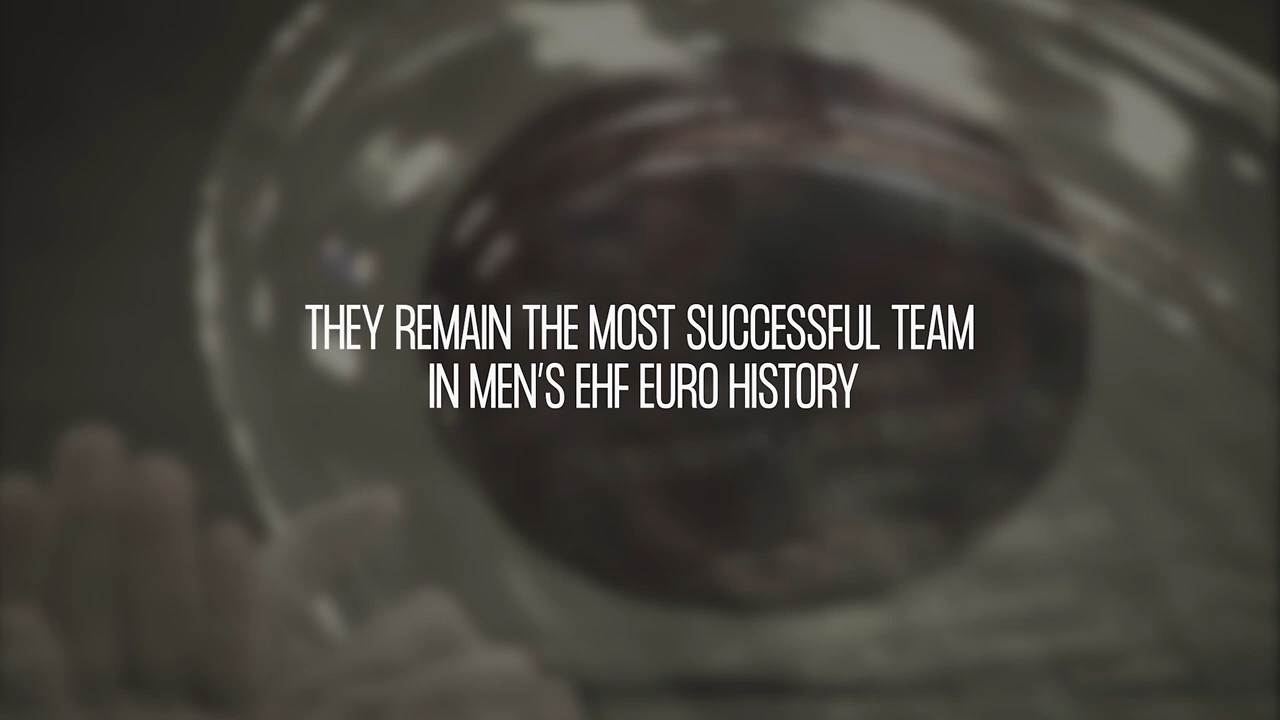 THEY REMAIN THE MOST SUCCESSFUL TEAM
IN MEN'S EHF EURO HISTORY